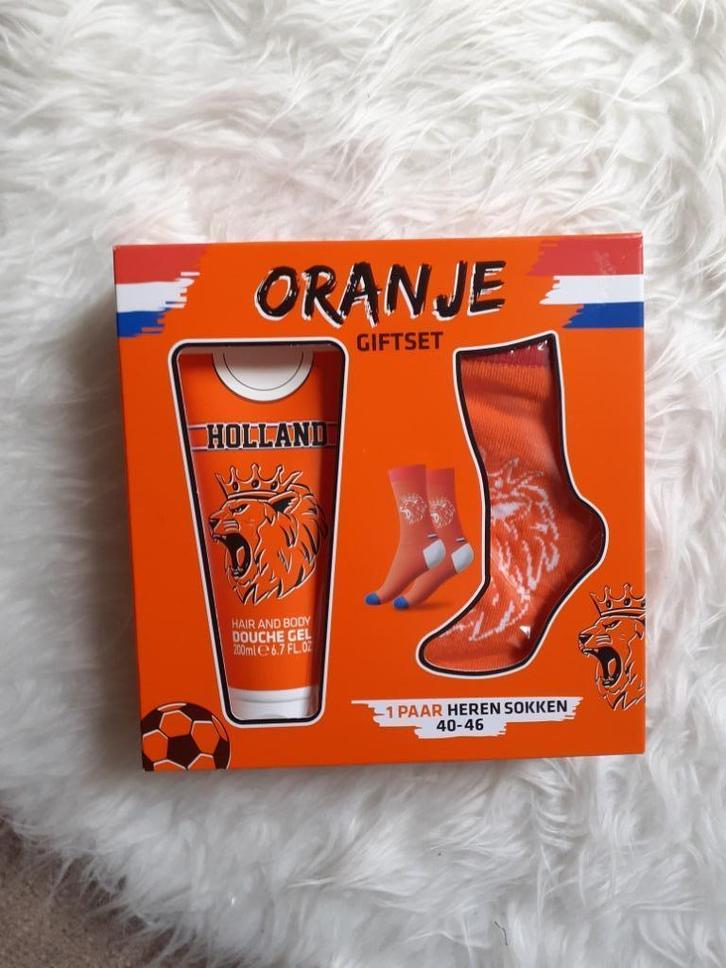 ORANJE
GIFTSET
HOLLAND
HAIR AND BODY
DOUCHE GEL
200ml e 6.7 FL.OZ
1 PAAR HEREN SOKKEN
40-46